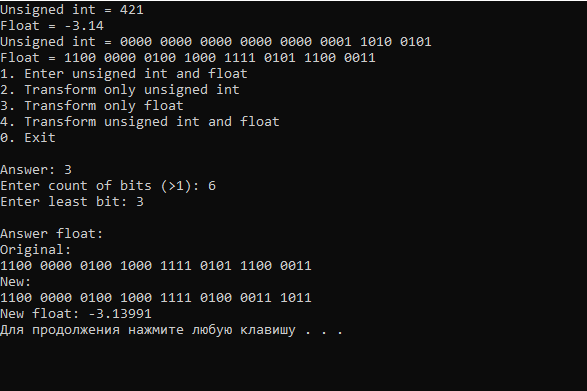 Unsigned int = 421
Float = -3.14
Unsigned int = 0000 0000 0000 0000 0000 0001 1010 0101
Float = 1100 0000 0100 1000 1111 0101 1100 0011
1. Enter unsigned int and float
2. Transform only unsigned int
3. Transform only float
4. Transform unsigned int and float
0. Exit
Answer: 3
Enter count of bits (>1): 6
Enter least bit: 3
Answer float:
Original:
1100 0000 0100 1000 1111 0101 1100 0011
New:
1100 0000 0100 1000 1111 0100 0011 1011
New float: -3.13991
Для продолжения нажмите любую клавишу . . .